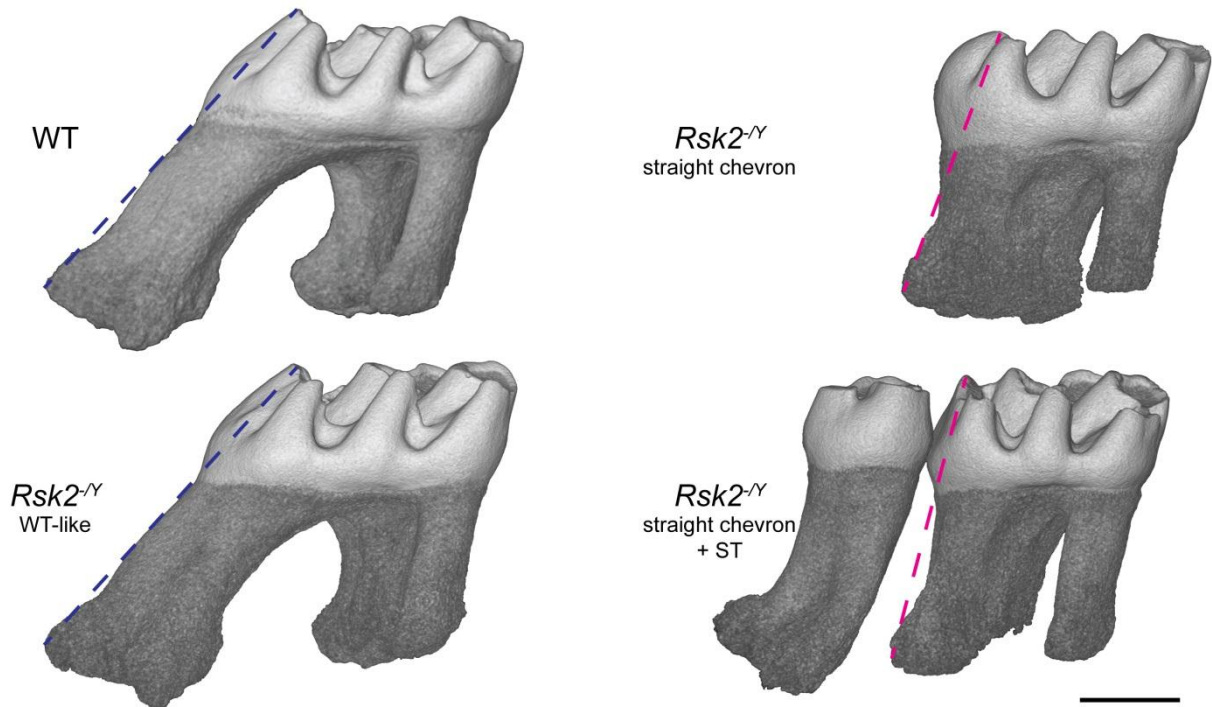 WT
Rsk2-/Y
straight chevron
Rsk2-/Y
WT-like
Rsk2-/Y
straight chevron
+ ST